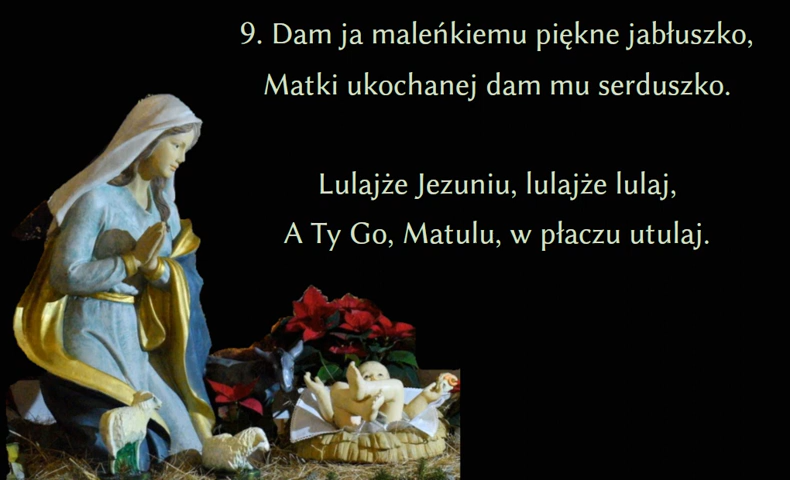 9. Dam ja maleńkiemu piękne jabłuszko,
Matki ukochanej dam mu serduszko.
Lulajże Jezuniu, lulajże lulaj,
A Ty Go, Matulu, w płaczu utulaj.